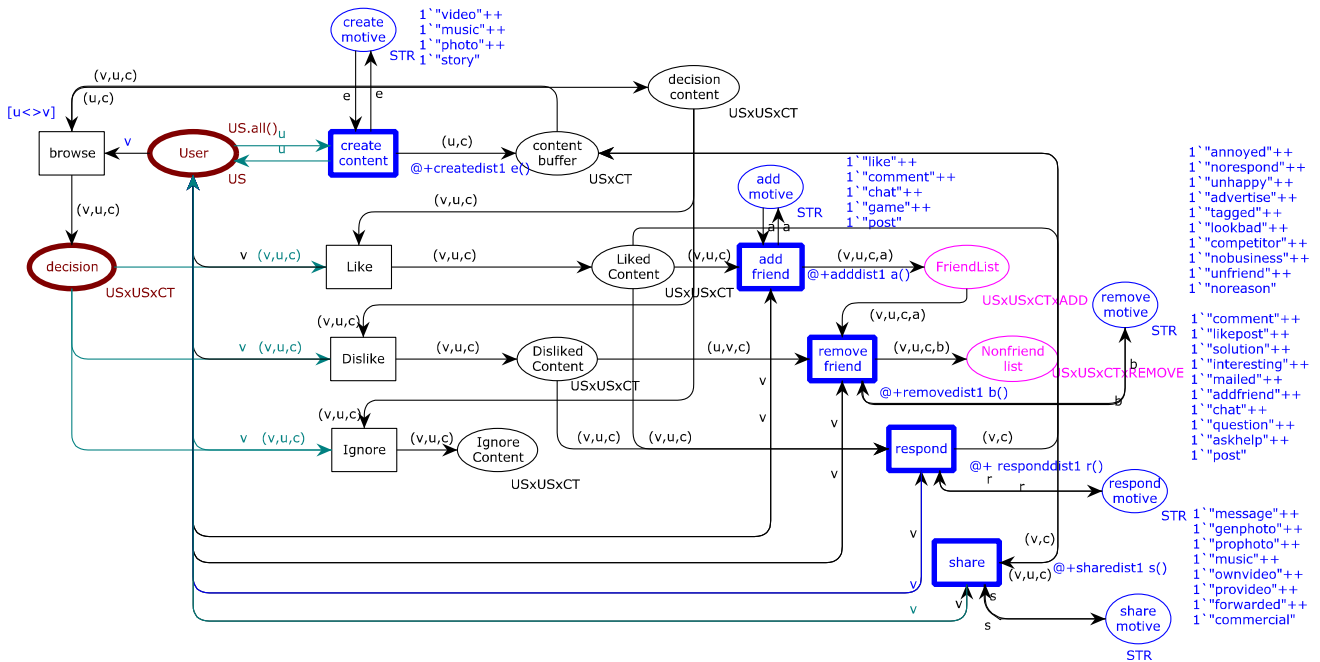 create
motive
1`"video"++
1`"music"++
1`"photo"++
1`"story"
STR
(v,u,c)
(u,c)
e
e
decision
content
USxUSxCT
[u<>v]
browse
v
User
US.all()
u
u
US
create
content
(u,c)
@+createdist1 e()
content
buffer
USxCT
(v,u,c)
(v,u,c)
add
motive
STR
1`"like"++
1`"comment"++
1`"chat"++
1`"game"++
1`"post"
a
a
decision
USxUSxCT
v
(v,u,c)
Like
(v,u,c)
Liked
Content
USxUSxCT
(v,u,c)
add
friend
(v,u,c,a)
@+adddist1 a()
FriendList
USxUSxCTxADD
(v,u,c,a)
(v,u,c)
v
(v,u,c)
Dislike
(v,u,c)
Disliked
Content
USxUSxCT
(u,v,c)
remove
friend
(v,u,c,b)
@+removedist1 b()
Nonfriend
list
USxUSxCTxREMOVE
remove
motive
STR
b
b
v
v
(v,u,c)
v
(v,u,c)
Ignore
(v,u,c)
Ignore
Content
USxUSxCT
(v,u,c)
(v,u,c)
v
v
respond
(v,c)
@+ responddist1 r()
r
r
respond
motive
STR
v
v
v
share
(v,c)
(v,u,c)
@+sharedist1 s()
v
s
s
share
motive
STR
1`"annoyed"++
1`"norespond"++
1`"unhappy"++
1`"advertise"++
1`"tagged"++
1`"lookbad"++
1`"competitor"++
1`"nobusiness"++
1`"unfriend"++
1`"noreason"
1`"comment"++
1`"likepost"++
1`"solution"++
1`"interesting"++
1`"mailed"++
1`"addfriend"++
1`"chat"++
1`"question"++
1`"askhelp"++
1`"post"
1`"message"++
1`"genphoto"++
1`"prophoto"++
1`"music"++
1`"ownvideo"++
1`"provideo"++
1`"forwarded"++
1`"commercial"